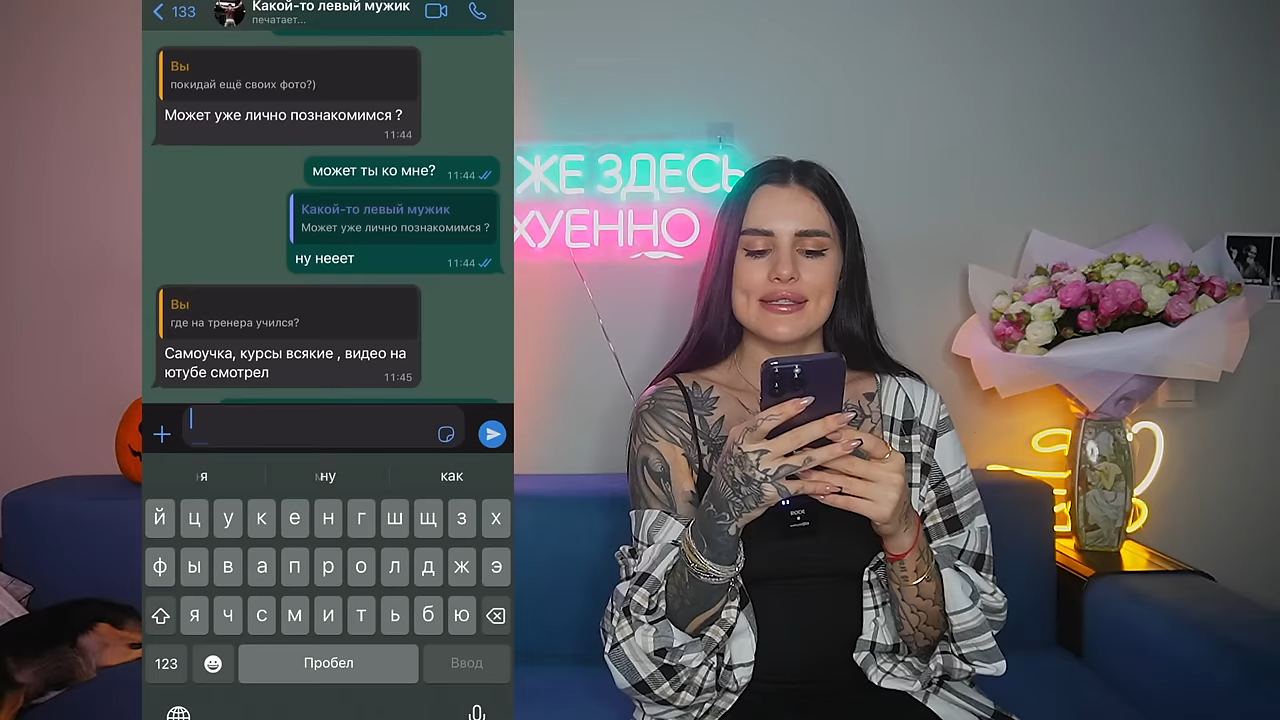 133
Какой-то левый мужик
печатает...
Вы
покидай ещё своих фото?)
Может уже лично познакомимся ?
11:44
может ты ко мне?
11:44
Какой-то левый мужик
Может уже лично познакомимся ?
ну нееет
11:44
Вы
где на тренера учился?
Самоучка, курсы всякие , видео на
ютубе смотрел
11:45
я ну как
й ц у к е н г ш щ з х
ф ы в а п р о л д ж э
я ч с м и т ь б ю
123 Пробел Ввод
ЖЕ ЗДЕСЬ
ХУЕННО
RODE